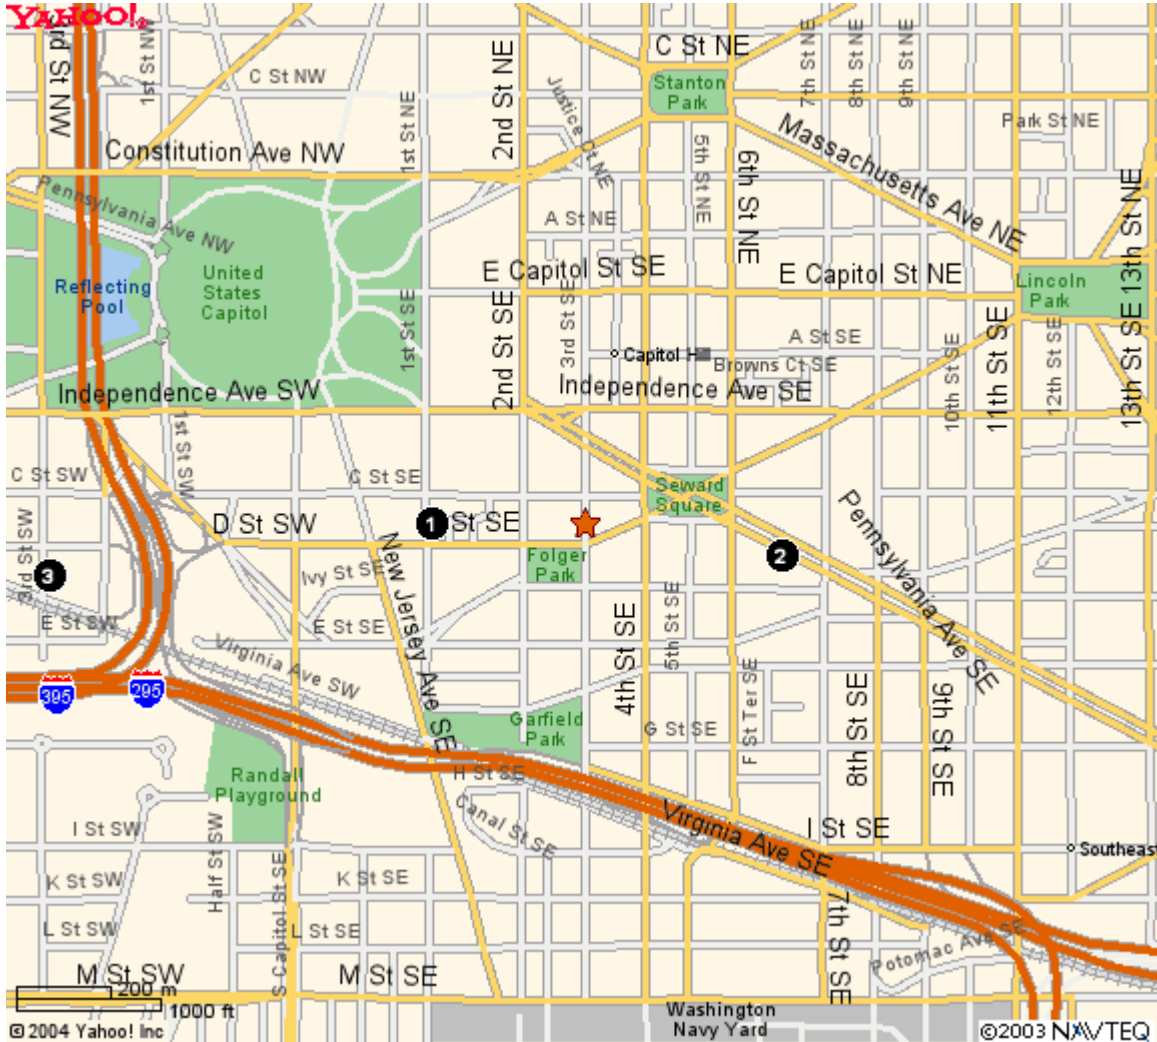 YAHOO!
3rd St NW
1st St NW
C St NW
1st St NE
2nd St NE
Justice Ct NE
C St NE
Stanton
Park
7th St NE
8th St NE
9th St NE
Park St NE
Constitution Ave NW
5th St NE
6th St NE
Massachusetts Ave NE
13th St NE
Pennsylvania Ave NW
A St NE
Reflecting
Pool
United
States
Capitol
E Capitol St SE
E Capitol St NE
Lincoln
Park
1st St SE
2nd St SE
3rd St SE
Capitol H
A St SE
Browns Ct SE
10th St SE
11th St SE
12th St SE
13th St SE
Independence Ave SW
Independence Ave SE
1st St SW
C St SW
C St SE
Seward
Square
3rd St SW
D St SW
1
St SE
Pennsylvania Ave SE
2
3
Ivy St SE
Folger
Park
New Jersey Ave SE
E St SW
E St SE
Virginia Ave SW
4th St SE
5th St SE
395
295
F St Ter SE
8th St SE
9th St SE
Garfield
Park
G St SE
H St SE
Randall
Playground
Canal St SE
Virginia Ave SE
I St SE
I St SW
Half St SW
Southeast
K St SW
K St SE
L St SW
S Capitol St SE
L St SE
7th St SE
Potomac Ave SE
M St SW
M St SE
200 m
1000 ft
Washington
Navy Yard
© 2004 Yahoo! Inc
©2003 NAVTEQ